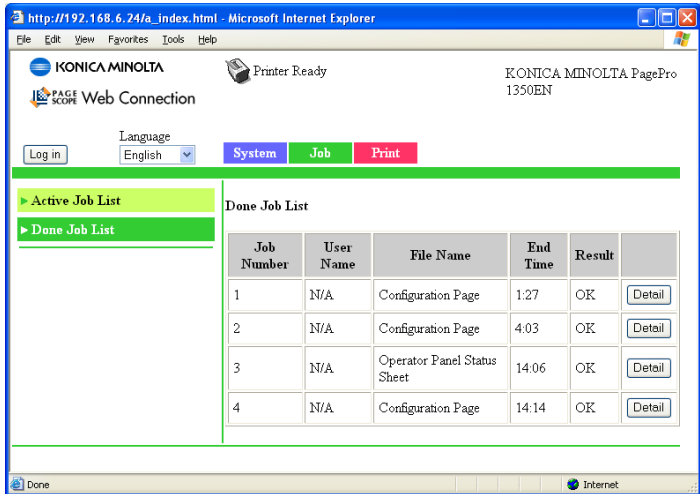 http://192.168.6.24/a_index.html - Microsoft Internet Explorer
File Edit View Favorites Tools Help
KONICA MINOLTA
Printer Ready
KONICA MINOLTA PagePro
1350EN
PAGE SCOPE Web Connection
Language
Log in
English
System Job Print
Active Job List
Done Job List
Done Job List
Job Number User Name File Name End Time Result
1 N/A Configuration Page 1:27 OK Detail
2 N/A Configuration Page 4:03 OK Detail
3 N/A Operator Panel Status Sheet 14:06 OK Detail
4 N/A Configuration Page 14:14 OK Detail
Done
Internet